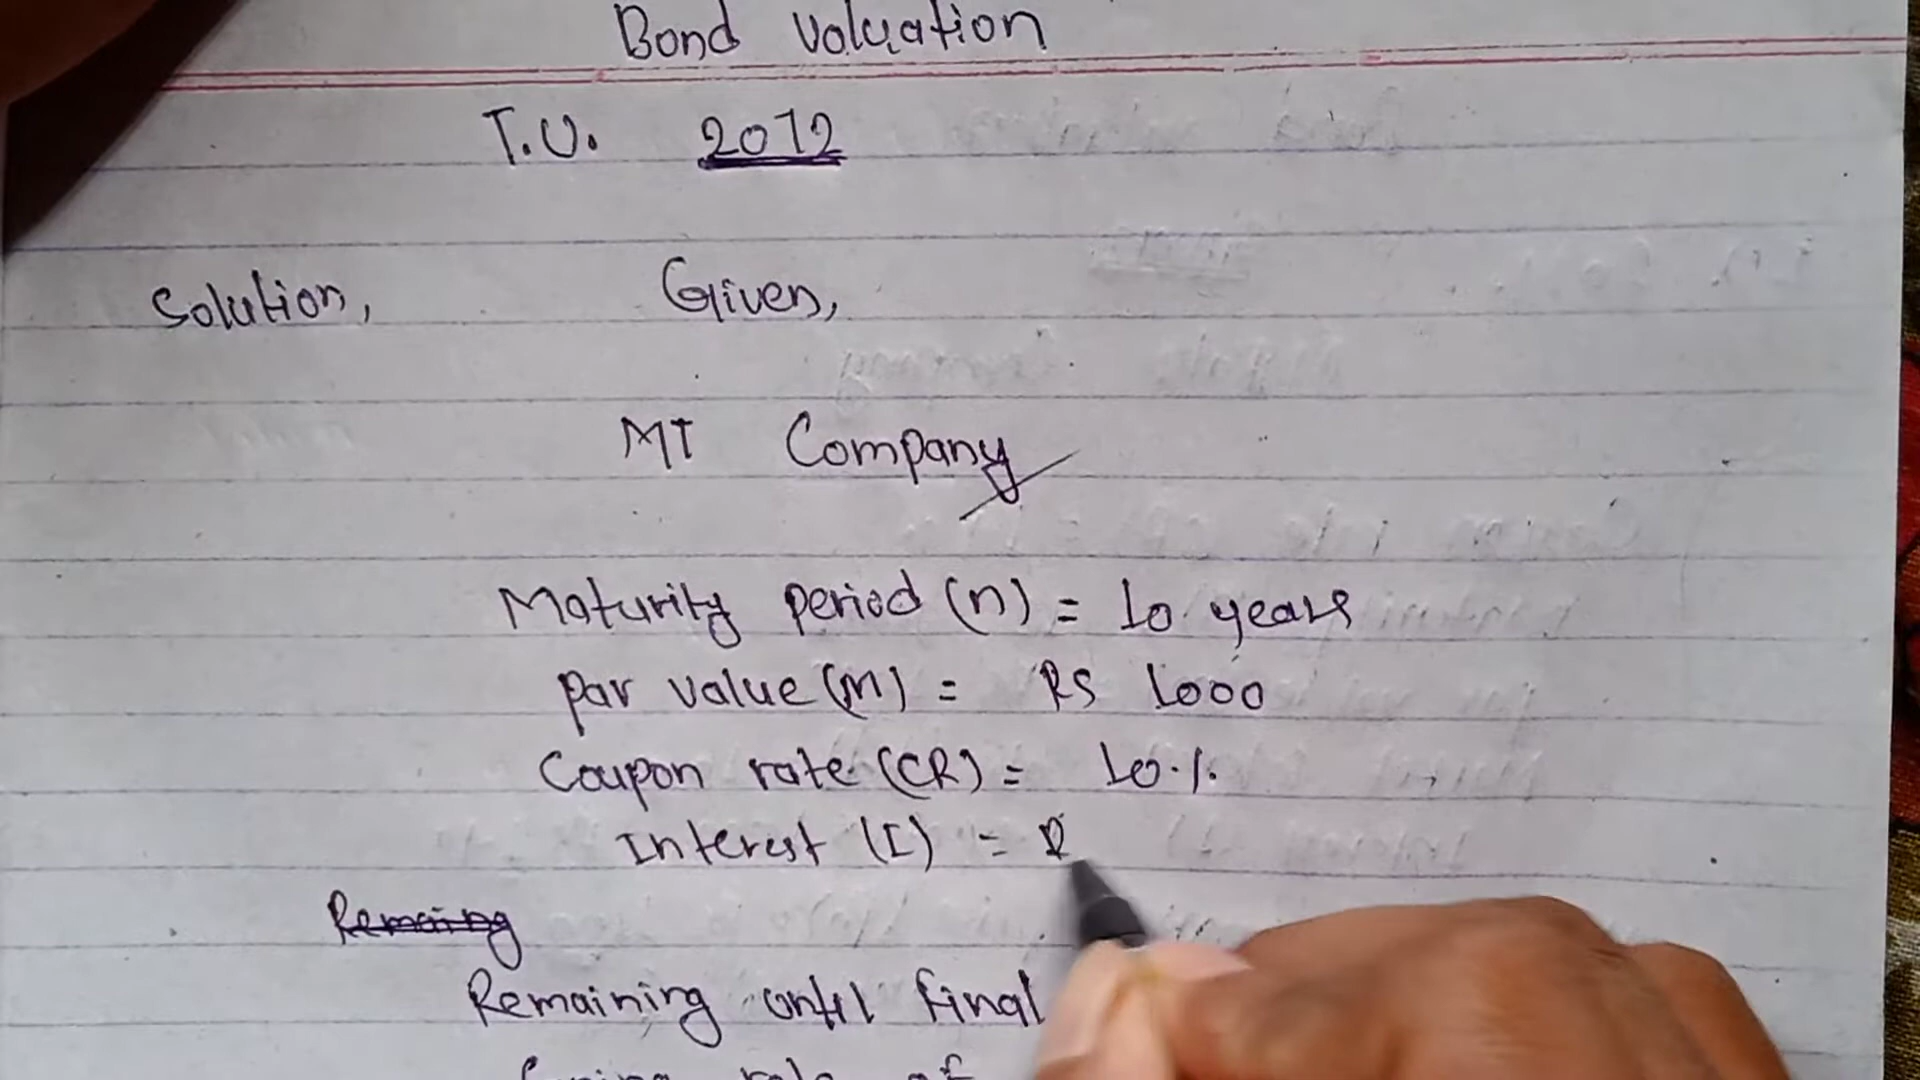 Bond Valuation
T.U. 2072
Solution, Given,
MT Company
Maturity period (n) = 10 years
par value (M) = RS 1000
Coupon rate (CR) = 10%
Interest (I) = R
Remaing
Remaining until final